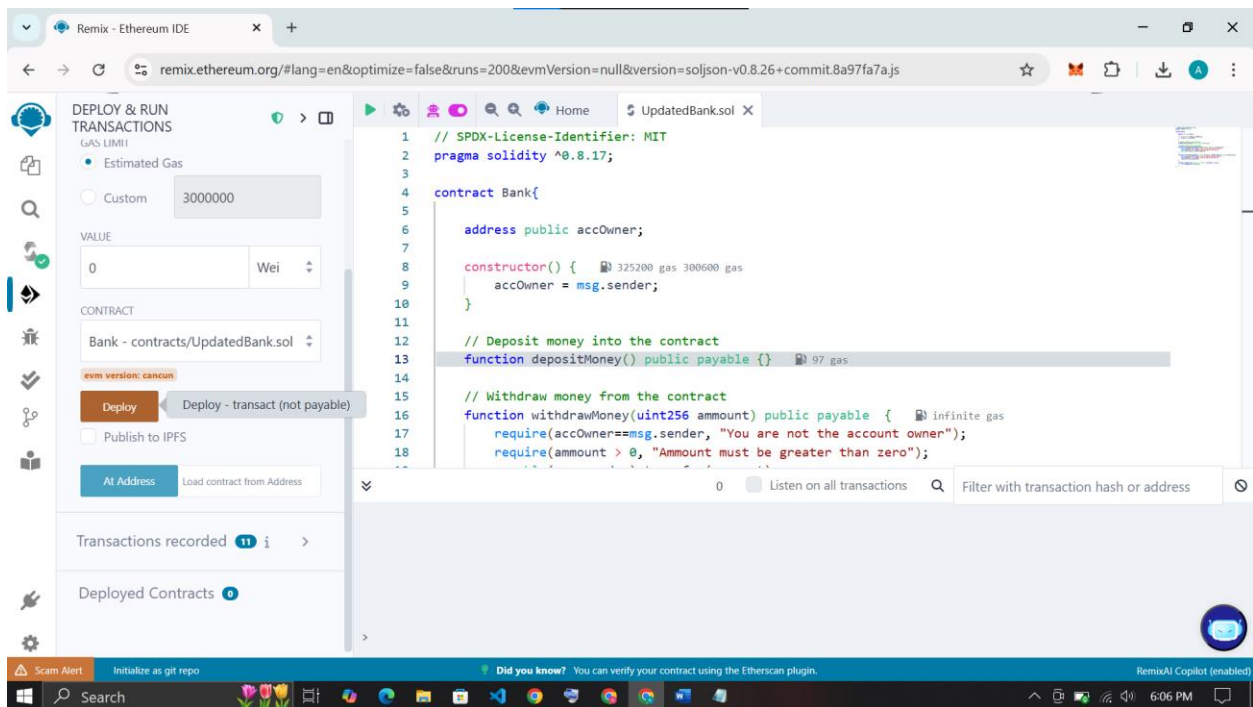 Remix - Ethereum IDE
remix.ethereum.org/#lang=en&optimize=false&runs=200&evmVersion=null&version=soljson-v0.8.26+commit.8a97fa7a.js
A
DEPLOY & RUN
TRANSACTIONS
GAS LIMIT
Estimated Gas
Custom 3000000
VALUE
0 Wei
CONTRACT
Bank - contracts/UpdatedBank.sol
evm version: cancun
Deploy
Deploy - transact (not payable)
Publish to IPFS
At Address Load contract from Address
Transactions recorded 11 i
Deployed Contracts 0
Home UpdatedBank.sol
1 // SPDX-License-Identifier: MIT
2 pragma solidity ^0.8.17;
3
4 contract Bank{
5
6 address public accOwner;
7
8 constructor() { 325200 gas 300600 gas
9 accOwner = msg.sender;
10 }
11
12 // Deposit money into the contract
13 function depositMoney() public payable {} 97 gas
14
15 // Withdraw money from the contract
16 function withdrawMoney(uint256 ammount) public payable { infinite gas
17 require(accOwner==msg.sender, "You are not the account owner");
18 require(ammount > 0, "Ammount must be greater than zero");
0 Listen on all transactions Filter with transaction hash or address
>
Scam Alert Initialize as git repo Did you know? You can verify your contract using the Etherscan plugin. RemixAI Copilot (enabled)
Search 6:06 PM